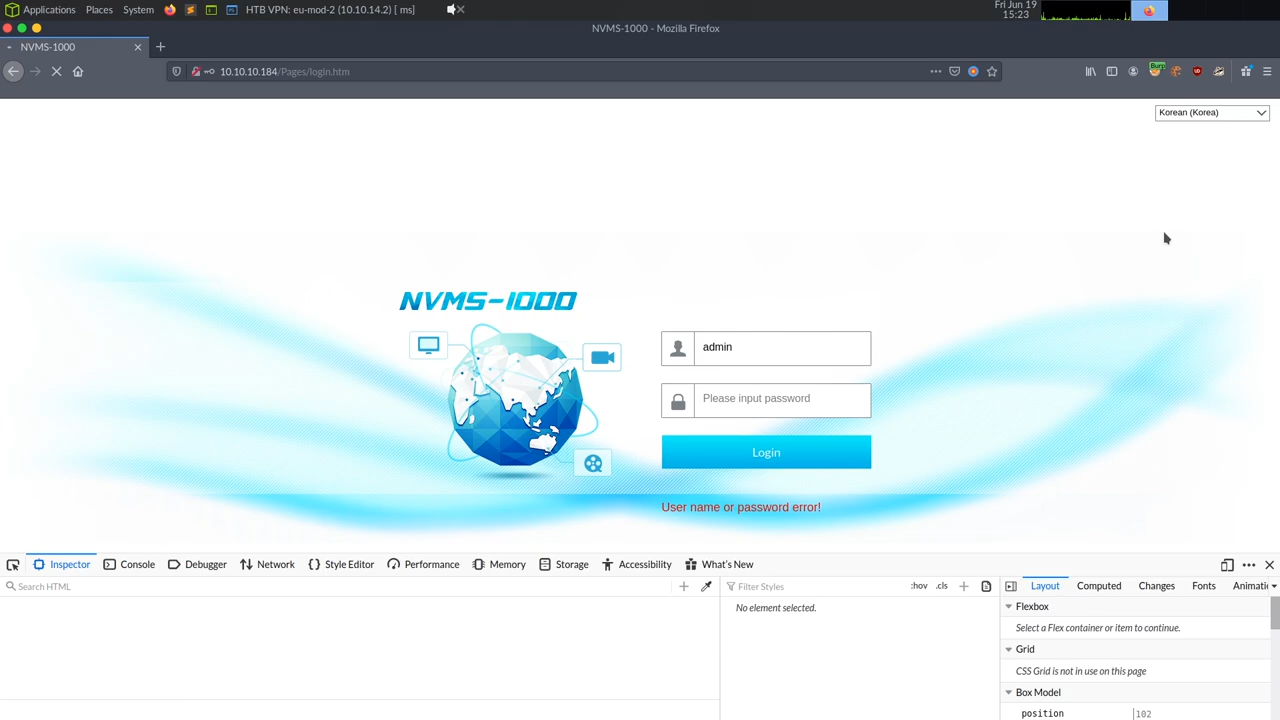 Applications Places System HTB VPN: eu-mod-2 (10.10.14.2) [ ms] Fri Jun 19
15:23
NVMS-1000 - Mozilla Firefox
NVMS-1000
10.10.10.184/Pages/login.htm
Burp
Korean (Korea)
NVMS-1000
admin
Please input password
Login
User name or password error!
Inspector Console Debugger Network Style Editor Performance Memory Storage Accessibility What's New
Search HTML
Filter Styles :hov .cls
Layout Computed Changes Fonts Animatic
No element selected.
Flexbox
Select a Flex container or item to continue.
Grid
CSS Grid is not in use on this page
Box Model
position 102